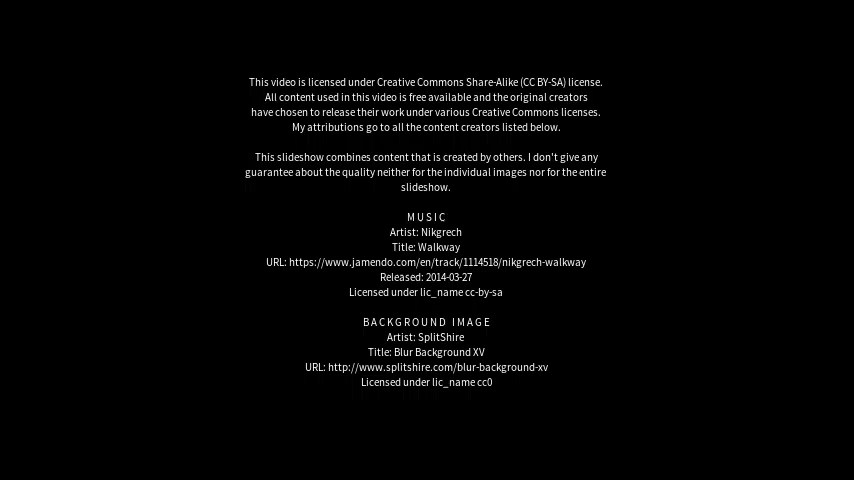 This video is licensed under Creative Commons Share-Alike (CC BY-SA) license.
All content used in this video is free available and the original creators
have chosen to release their work under various Creative Commons licenses.
My attributions go to all the content creators listed below.
This slideshow combines content that is created by others. I don't give any
guarantee about the quality neither for the individual images nor for the entire
slideshow.
MUSIC
Artist: Nikgrech
Title: Walkway
URL: https://www.jamendo.com/en/track/1114518/nikgrech-walkway
Released: 2014-03-27
Licensed under lic_name cc-by-sa
BACKGROUND IMAGE
Artist: SplitShire
Title: Blur Background XV
URL: http://www.splitshire.com/blur-background-xv
Licensed under lic_name cc0